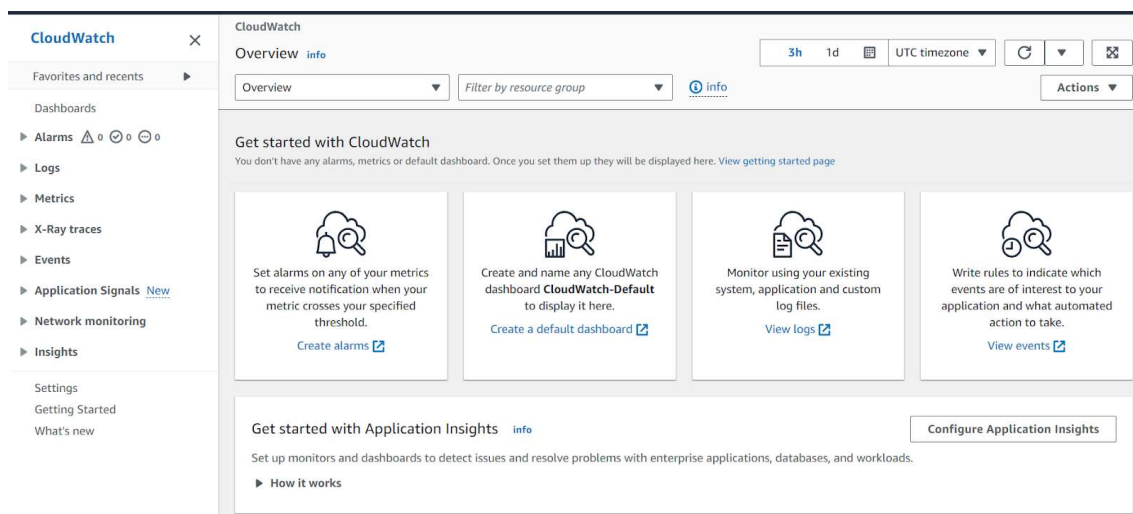 CloudWatch
Favorites and recents
Dashboards
Alarms 0 0 0
Logs
Metrics
X-Ray traces
Events
Application Signals New
Network monitoring
Insights
Settings
Getting Started
What's new
CloudWatch
Overview info
3h 1d UTC timezone
Overview
Filter by resource group
info
Actions
Get started with CloudWatch
You don't have any alarms, metrics or default dashboard. Once you set them up they will be displayed here. View getting started page
Set alarms on any of your metrics
to receive notification when your
metric crosses your specified
threshold.
Create alarms
Create and name any CloudWatch
dashboard CloudWatch-Default
to display it here.
Create a default dashboard
Monitor using your existing
system, application and custom
log files.
View logs
Write rules to indicate which
events are of interest to your
application and what automated
action to take.
View events
Get started with Application Insights info
Configure Application Insights
Set up monitors and dashboards to detect issues and resolve problems with enterprise applications, databases, and workloads.
How it works